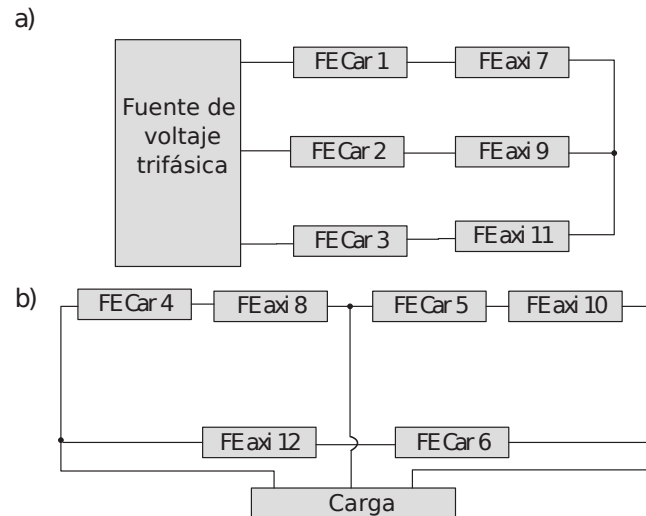 a)
Fuente de
voltaje
trifásica
FECar 1
FEaxi 7
FECar 2
FEaxi 9
FECar 3
FEaxi 11
b)
FECar 4
FEaxi 8
FECar 5
FEaxi 10
FEaxi 12
FECar 6
Carga